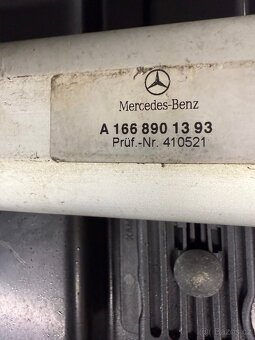 Mercedes-Benz
A 166 890 13 93
Prüf.-Nr. 410521